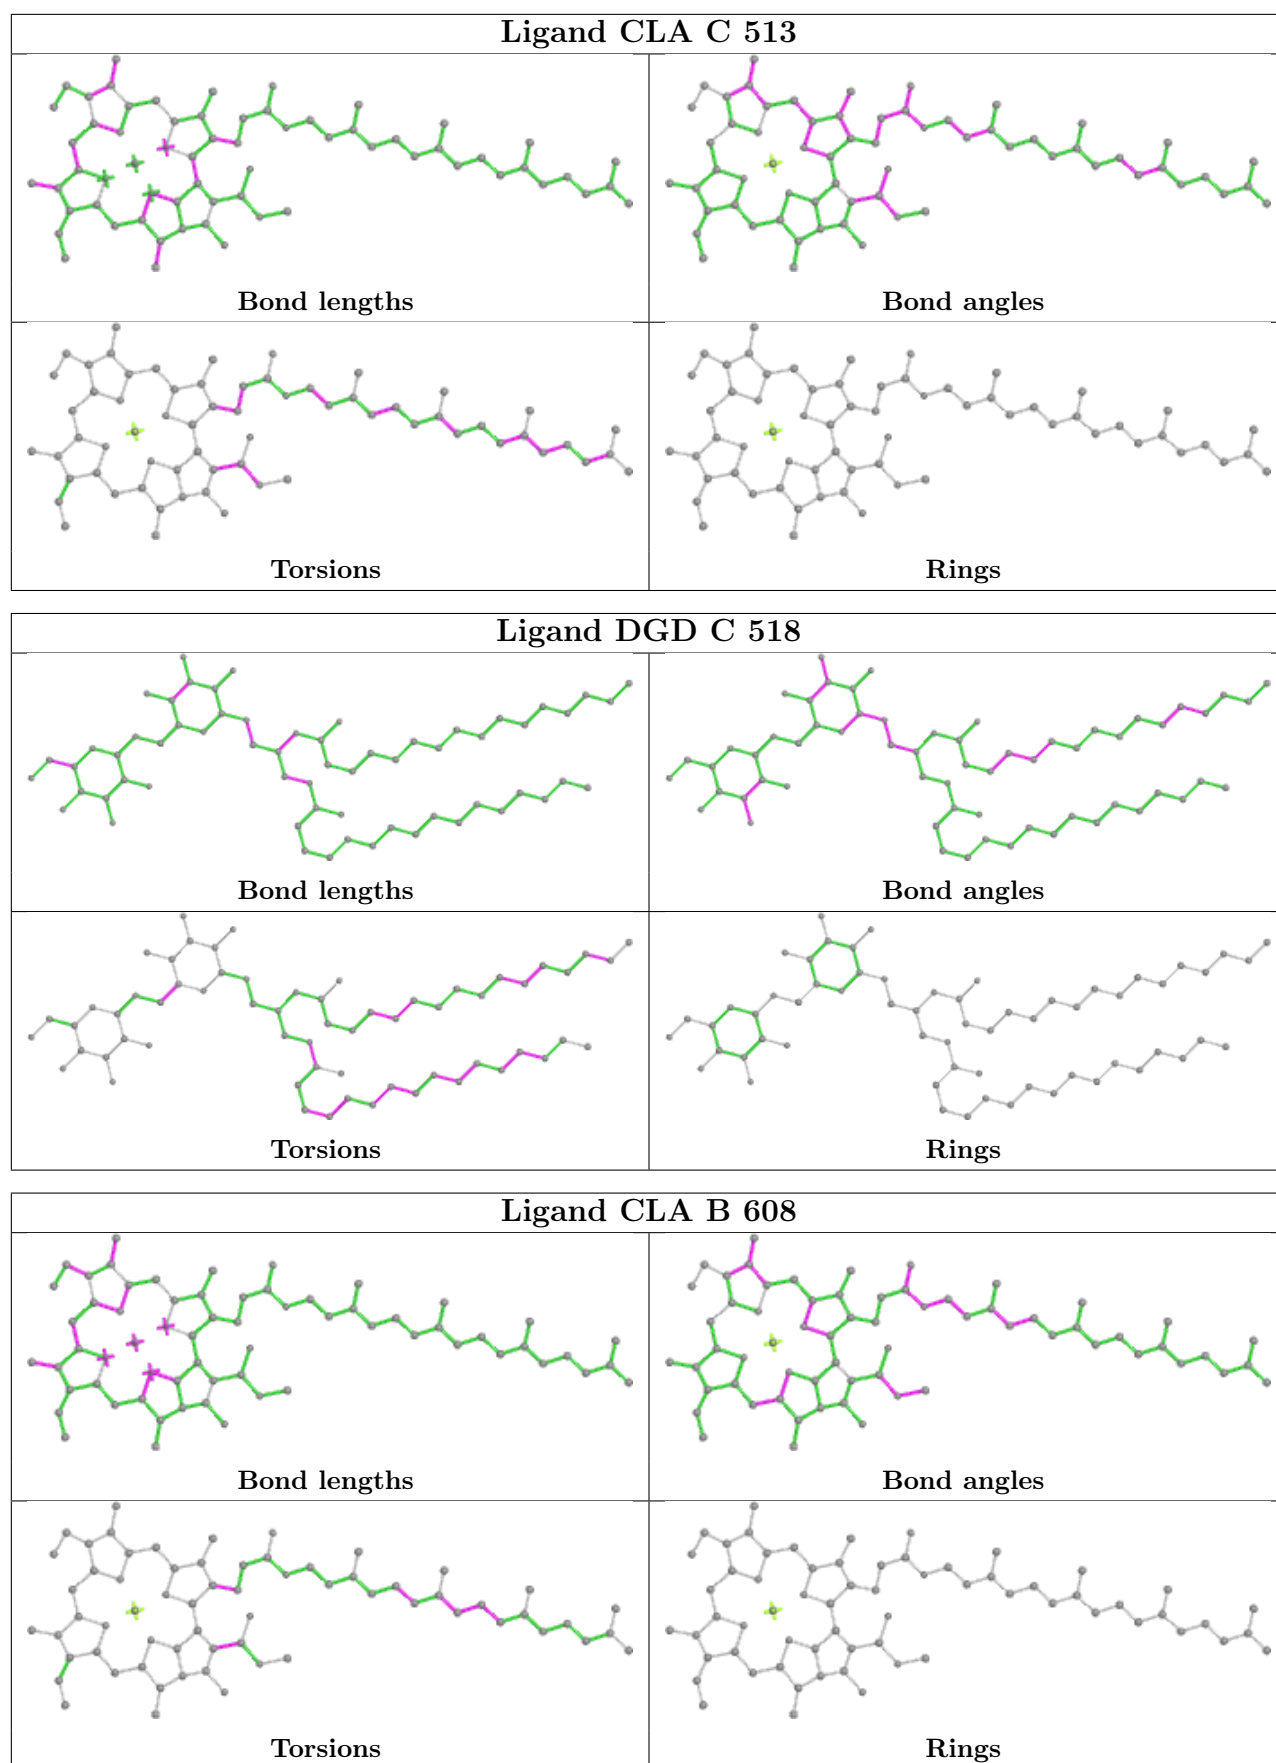 Ligand CLA C 513
Bond lengths
Bond angles
Torsions
Rings
Ligand DGD C 518
Bond lengths
Bond angles
Torsions
Rings
Ligand CLA B 608
Bond lengths
Bond angles
Torsions
Rings